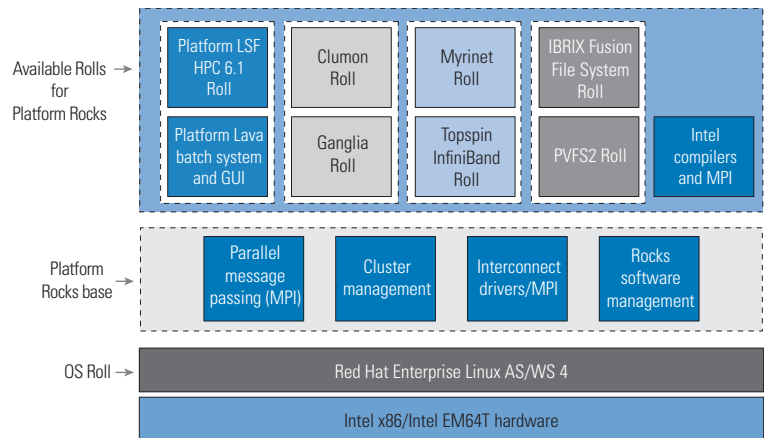 Available Rolls
for
Platform Rocks
Platform LSF
HPC 6.1
Roll
Clumon
Roll
Myrinet
Roll
IBRIX Fusion
File System
Roll
Platform Lava
batch system
and GUI
Ganglia
Roll
Topspin
InfiniBand
Roll
PVFS2 Roll
Intel
compilers
and MPI
Platform
Rocks base
Parallel
message
passing (MPI)
Cluster
management
Interconnect
drivers/MPI
Rocks
software
management
OS Roll
Red Hat Enterprise Linux AS/WS 4
Intel x86/Intel EM64T hardware